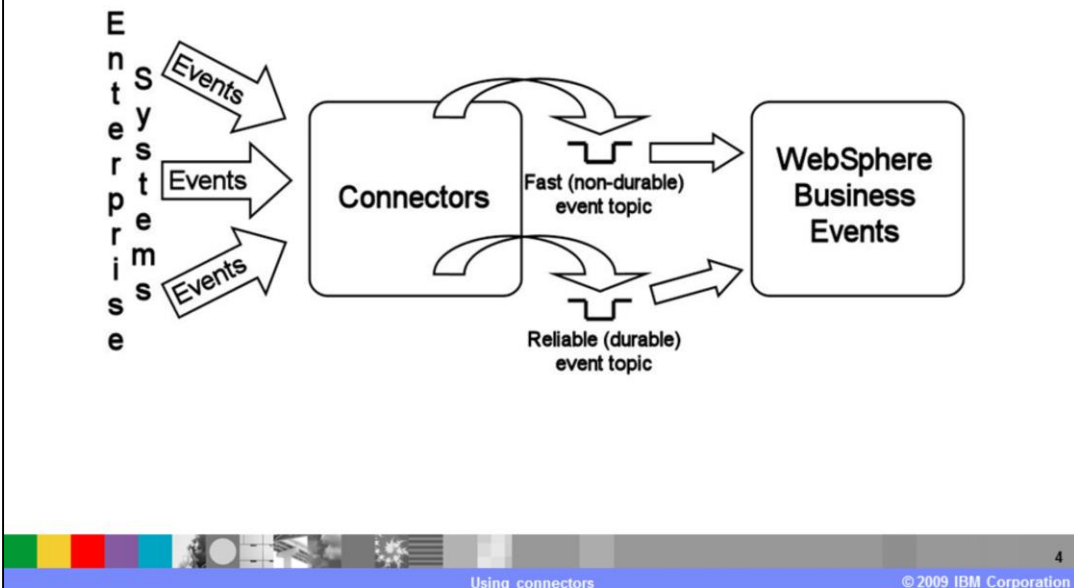 Enterprise
Systems
Events
Events
Events
Connectors
Fast (non-durable)
event topic
Reliable (durable)
event topic
WebSphere
Business
Events
4
Using connectors
© 2009 IBM Corporation